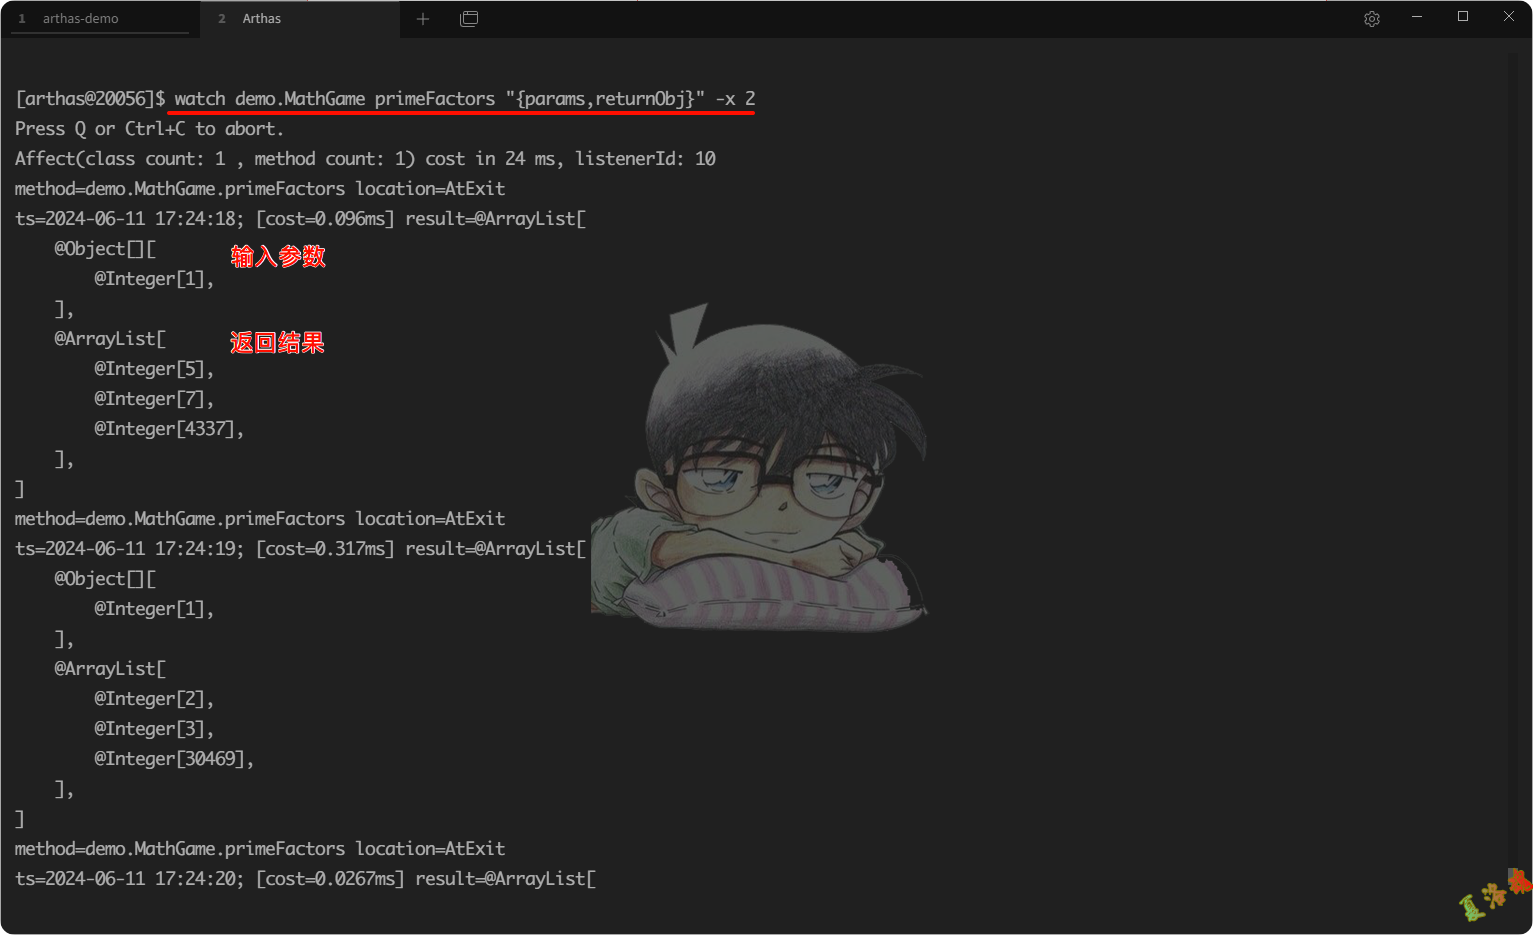 1 arthas-demo 2 Arthas
[arthas@20056]$ watch demo.MathGame primeFactors "{params,returnObj}" -x 2
Press Q or Ctrl+C to abort.
Affect(class count: 1 , method count: 1) cost in 24 ms, listenerId: 10
method=demo.MathGame.primeFactors location=AtExit
ts=2024-06-11 17:24:18; [cost=0.096ms] result=@ArrayList[
    @Object[][
输入参数
        @Integer[1],
    ],
    @ArrayList[
返回结果
        @Integer[5],
        @Integer[7],
        @Integer[4337],
    ],
]
method=demo.MathGame.primeFactors location=AtExit
ts=2024-06-11 17:24:19; [cost=0.317ms] result=@ArrayList[
    @Object[][
        @Integer[1],
    ],
    @ArrayList[
        @Integer[2],
        @Integer[3],
        @Integer[30469],
    ],
]
method=demo.MathGame.primeFactors location=AtExit
ts=2024-06-11 17:24:20; [cost=0.0267ms] result=@ArrayList[